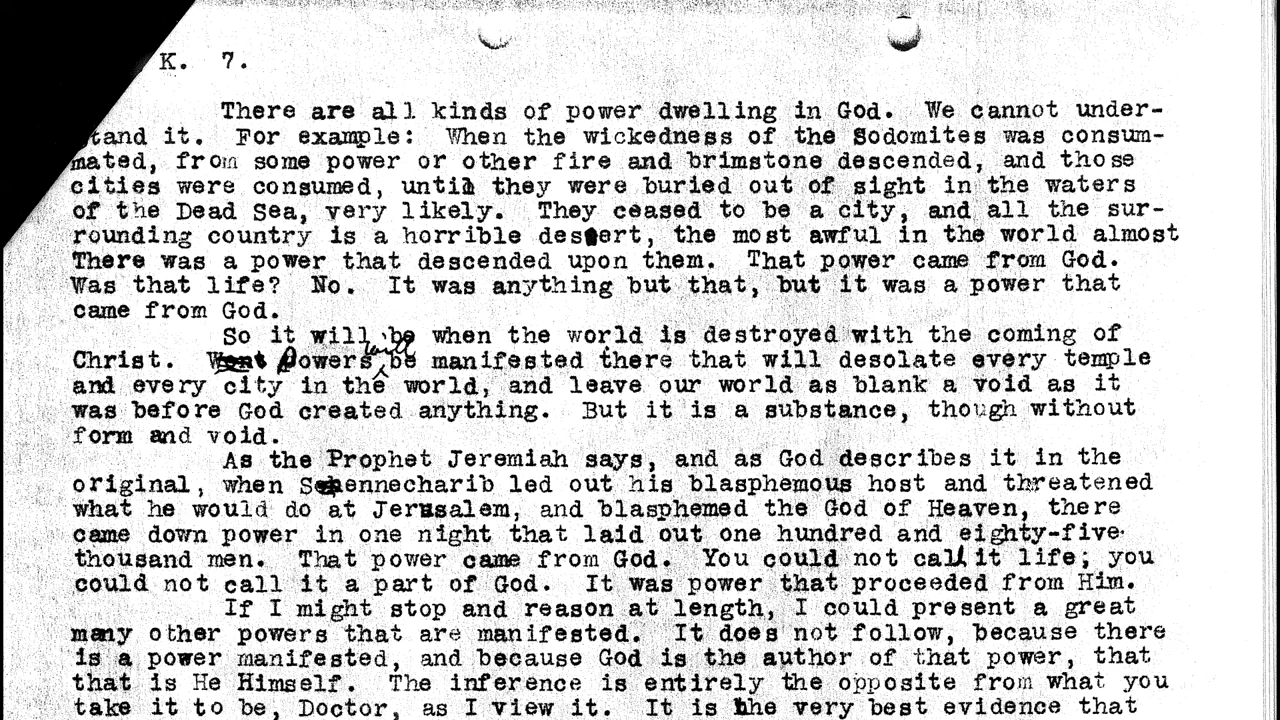 K. 7.
There are all kinds of power dwelling in God. We cannot under-
tand it. For example: When the wickedness of the Sodomites was consum-
mated, from some power or other fire and brimstone descended, and those
cities were consumed, until they were buried out of sight in the waters
of the Dead Sea, very likely. They ceased to be a city, and all the sur-
rounding country is a horrible desert, the most awful in the world almost
There was a power that descended upon them. That power came from God.
Was that life? No. It was anything but that, but it was a power that
came from God.
So it will be when the world is destroyed with the coming of
Christ. Powers will be manifested there that will desolate every temple
and every city in the world, and leave our world as blank a void as it
was before God created anything. But it is a substance, though without
form and void.
As the Prophet Jeremiah says, and as God describes it in the
original, when Sennecharib led out his blasphemous host and threatened
what he would do at Jerusalem, and blasphemed the God of Heaven, there
came down power in one night that laid out one hundred and eighty-five
thousand men. That power came from God. You could not call it life; you
could not call it a part of God. It was power that proceeded from Him.
If I might stop and reason at length, I could present a great
many other powers that are manifested. It does not follow, because there
is a power manifested, and because God is the author of that power, that
that is He Himself. The inference is entirely the opposite from what you
take it to be, Doctor, as I view it. It is the very best evidence that